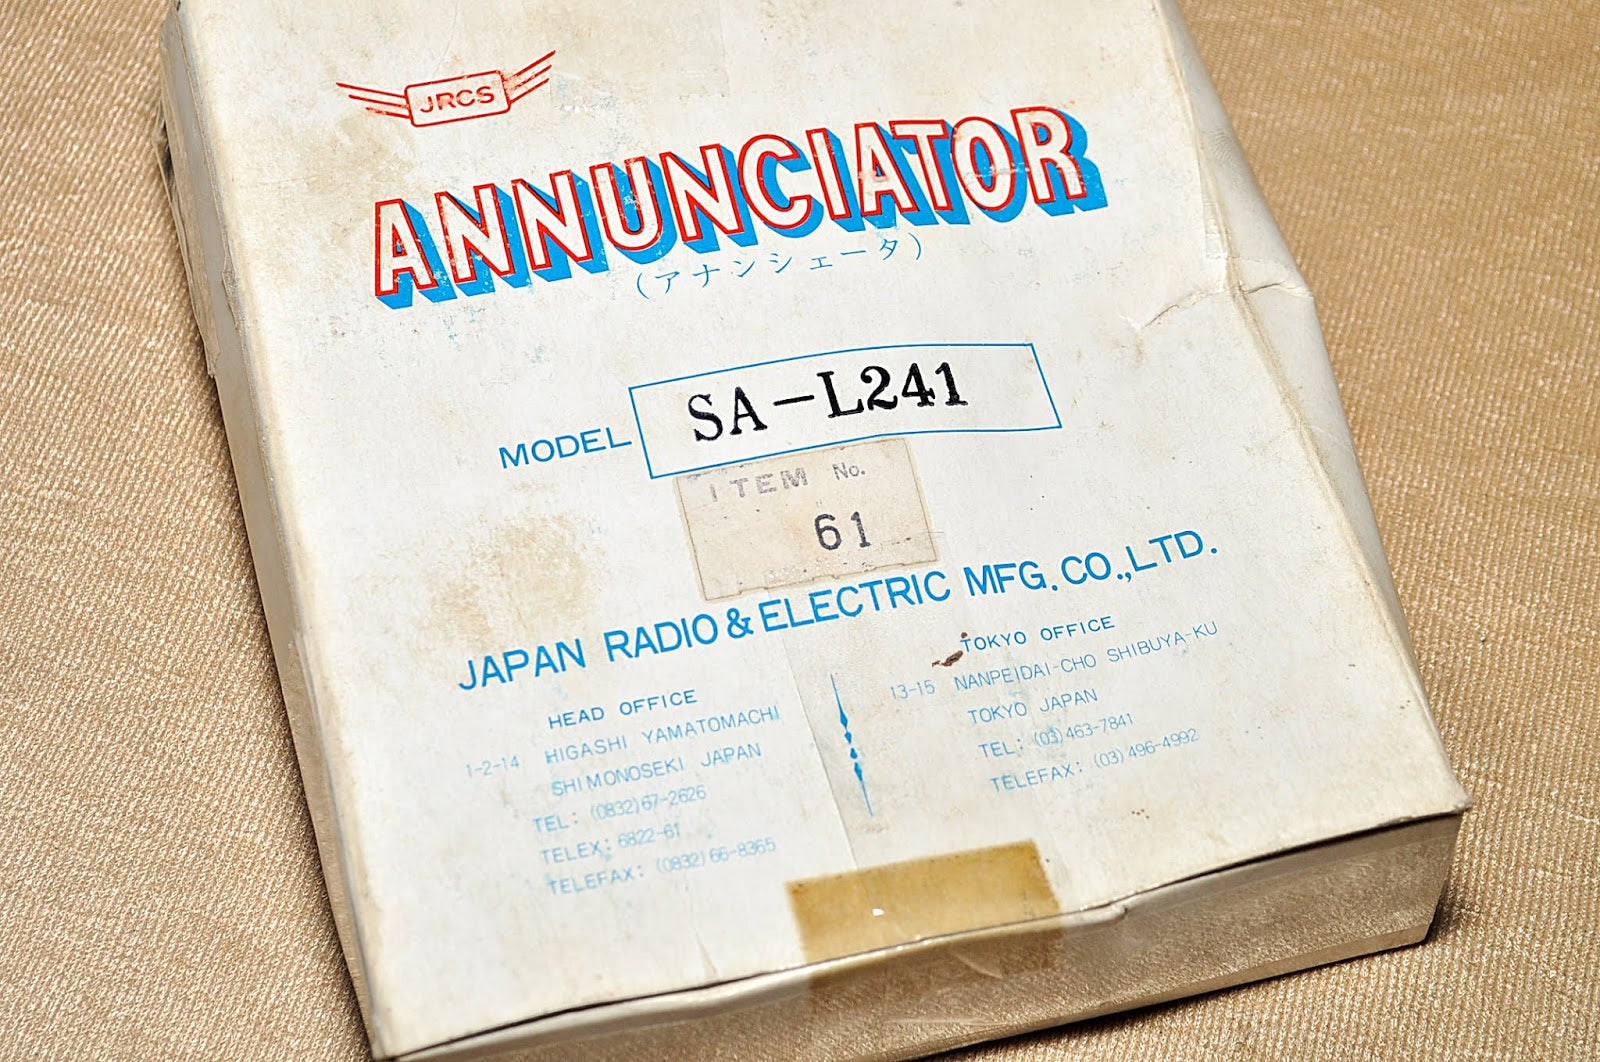 JRCS
ANNUNCIATOR
(アナンシェータ)
MODEL SA-L241
ITEM No.
61
JAPAN RADIO & ELECTRIC MFG. CO., LTD.
HEAD OFFICE
1-2-14 HIGASHI YAMATOMACHI
SHIMONOSEKI JAPAN
TEL: (0832)67-2626
TELEX: 6822-61
TELEFAX: (0832)66-8365
TOKYO OFFICE
13-15 NANPEIDAI-CHO SHIBUYA-KU
TOKYO JAPAN
TEL: (03)463-7841
TELEFAX: (03)496-4992